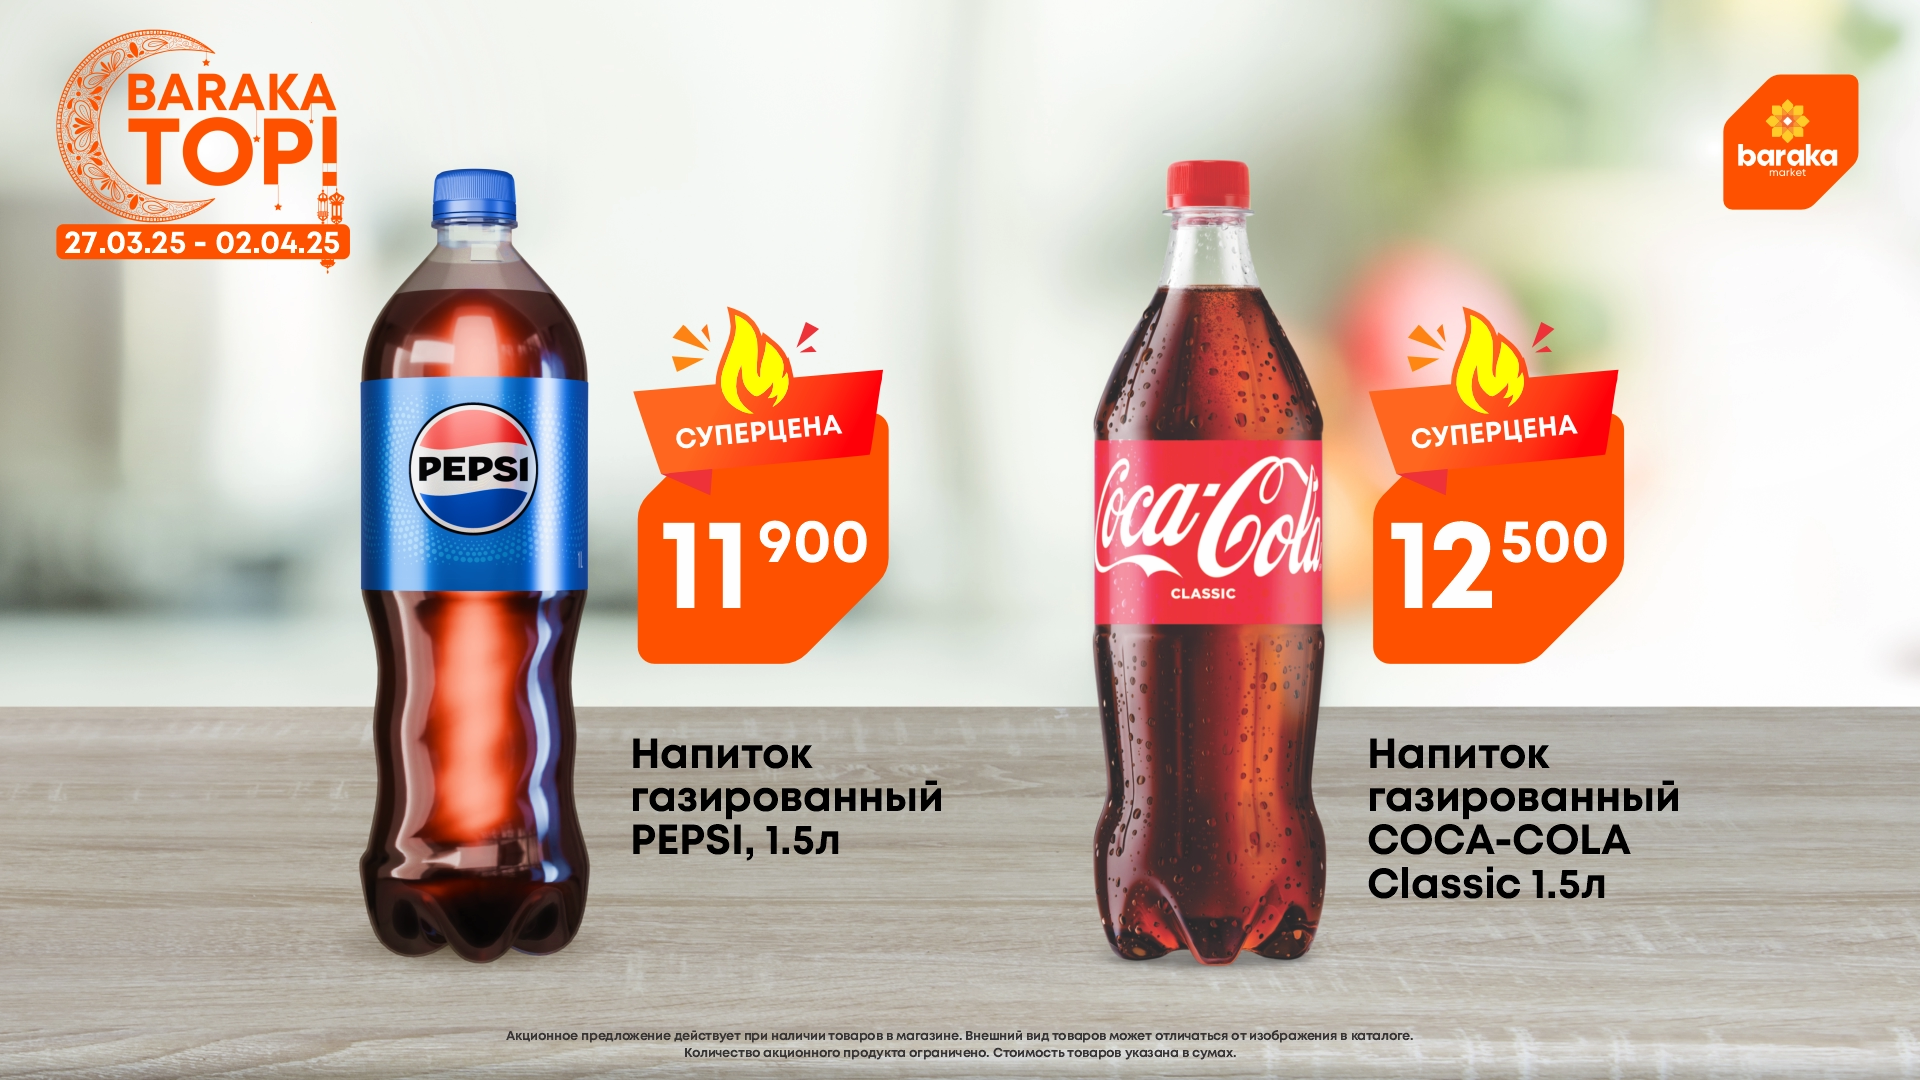 BARAKA
TOP!
27.03.25 - 02.04.25
baraka
market
PEPSI
СУПЕРЦЕНА
11 900
Напиток
газированный
PEPSI, 1.5л
Coca-Cola
CLASSIC
СУПЕРЦЕНА
12 500
Напиток
газированный
COCA-COLA
Classic 1.5л
Акционное предложение действует при наличии товаров в магазине. Внешний вид товаров может отличаться от изображения в каталоге.
Количество акционного продукта ограничено. Стоимость товаров указана в сумах.